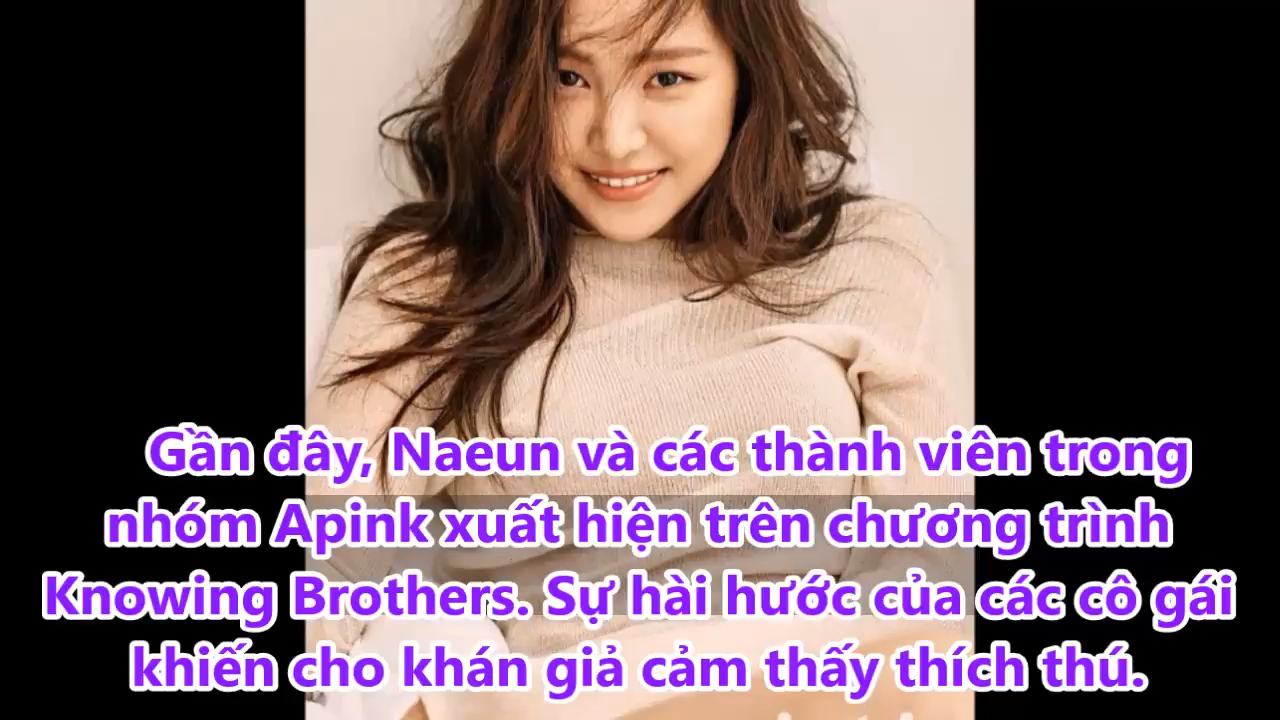 Gần đây, Naeun và các thành viên trong
nhóm Apink xuất hiện trên chương trình
Knowing Brothers. Sự hài hước của các cô gái
khiến cho khán giả cảm thấy thích thú.